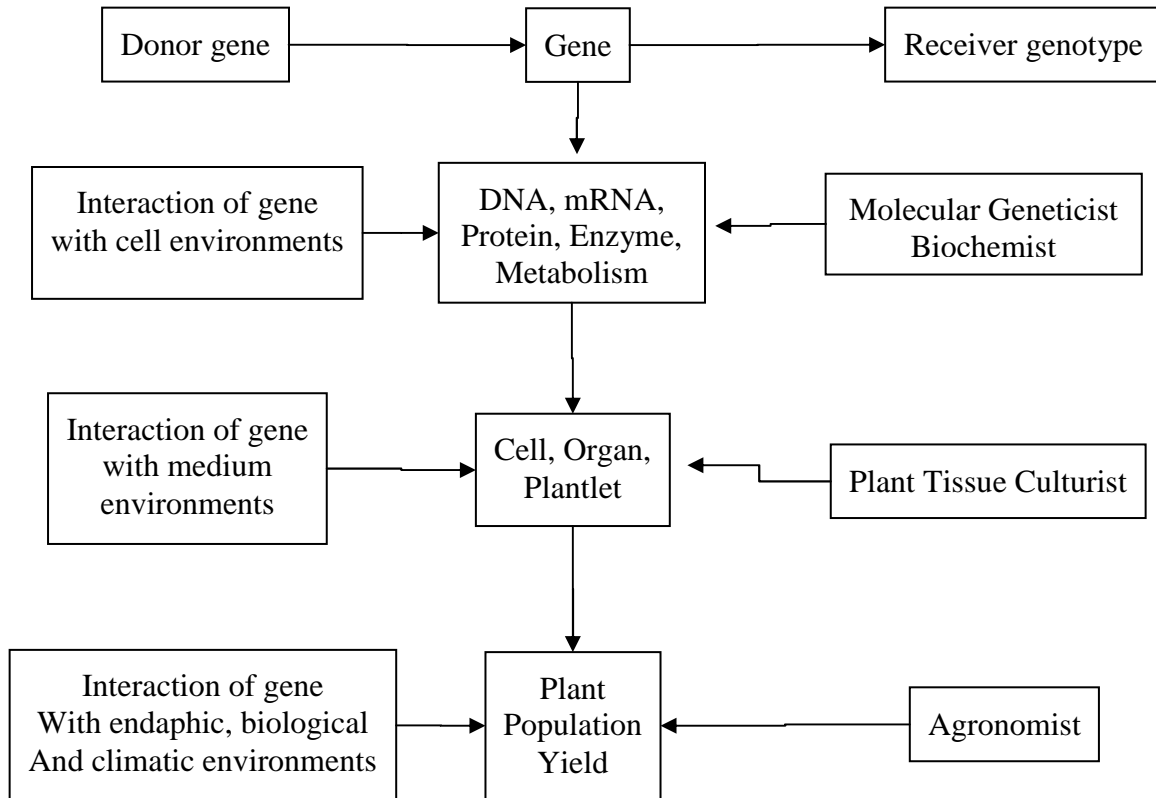 Donor gene
Gene
Receiver genotype
Interaction of gene
with cell environments
DNA, mRNA,
Protein, Enzyme,
Metabolism
Molecular Geneticist
Biochemist
Interaction of gene
with medium
environments
Cell, Organ,
Plantlet
Plant Tissue Culturist
Interaction of gene
With endaphic, biological
And climatic environments
Plant
Population
Yield
Agronomist